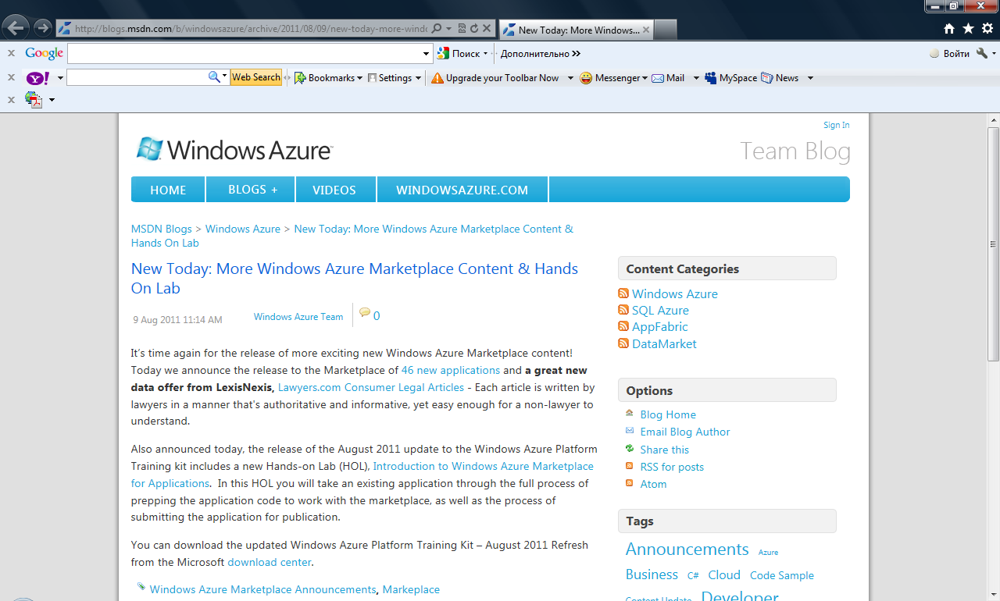 http://blogs.msdn.com/b/windowsazure/archive/2011/08/09/new-today-more-windo
New Today: More Windows...
Google
Поиск
Дополнительно
Войти
Y!
Web Search
Bookmarks
Settings
Upgrade your Toolbar Now
Messenger
Mail
MySpace
News
Sign In
Windows Azure™
Team Blog
HOME
BLOGS +
VIDEOS
WINDOWSAZURE.COM
MSDN Blogs > Windows Azure > New Today: More Windows Azure Marketplace Content &
Hands On Lab
New Today: More Windows Azure Marketplace Content & Hands
On Lab
9 Aug 2011 11:14 AM
Windows Azure Team
0
It’s time again for the release of more exciting new Windows Azure Marketplace content!
Today we announce the release to the Marketplace of 46 new applications and a great new
data offer from LexisNexis, Lawyers.com Consumer Legal Articles - Each article is written by
lawyers in a manner that's authoritative and informative, yet easy enough for a non-lawyer to
understand.
Also announced today, the release of the August 2011 update to the Windows Azure Platform
Training kit includes a new Hands-on Lab (HOL), Introduction to Windows Azure Marketplace
for Applications.  In this HOL you will take an existing application through the full process of
prepping the application code to work with the marketplace, as well as the process of
submitting the application for publication.
You can download the updated Windows Azure Platform Training Kit – August 2011 Refresh
from the Microsoft download center.
Windows Azure Marketplace Announcements, Markeplace
Content Categories
Windows Azure
SQL Azure
AppFabric
DataMarket
Options
Blog Home
Email Blog Author
Share this
RSS for posts
Atom
Tags
Announcements Azure
Business C# Cloud Code Sample
Content Update Developer